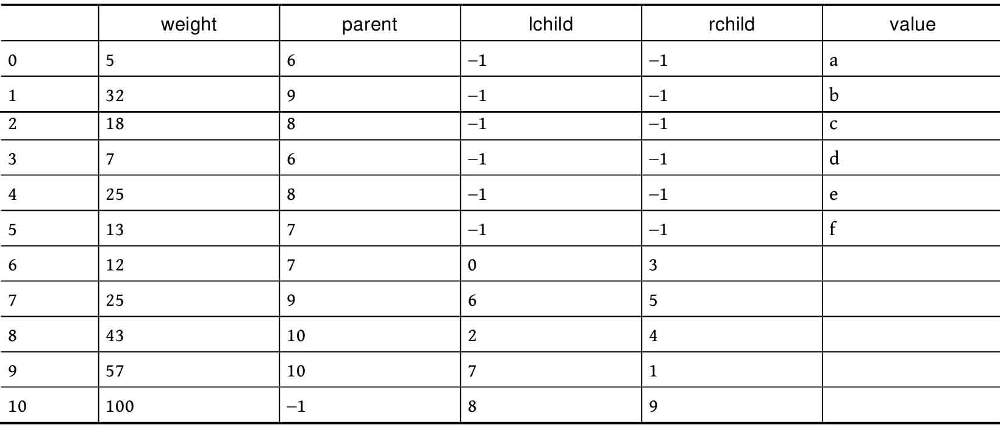 weight parent lchild rchild value
0 5 6 –1 –1 a
1 32 9 –1 –1 b
2 18 8 –1 –1 c
3 7 6 –1 –1 d
4 25 8 –1 –1 e
5 13 7 –1 –1 f
6 12 7 0 3
7 25 9 6 5
8 43 10 2 4
9 57 10 7 1
10 100 –1 8 9